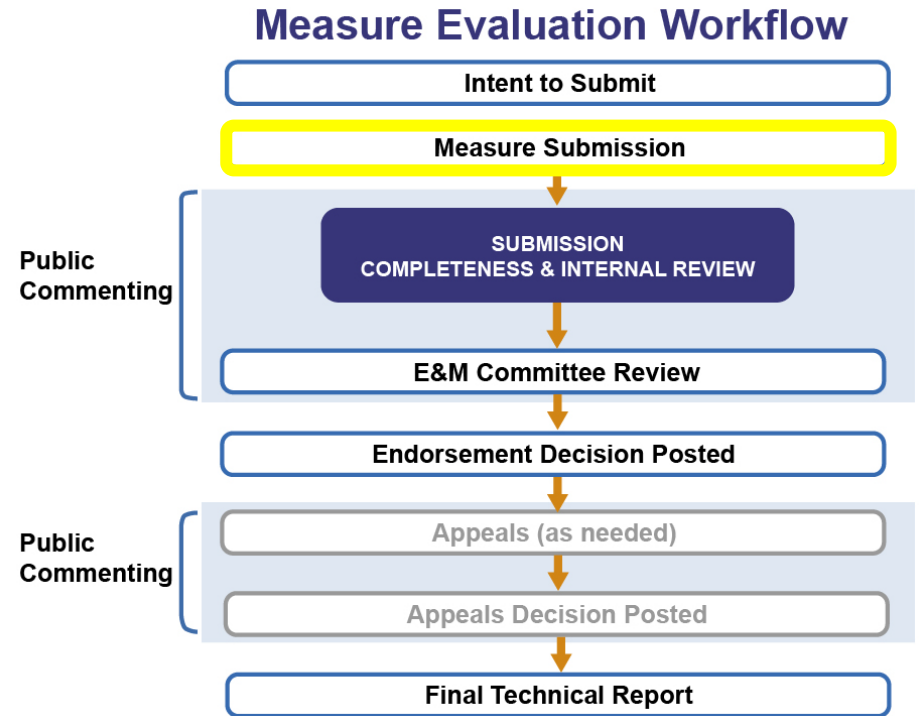 Measure Evaluation Workflow
Intent to Submit
Measure Submission
SUBMISSION
COMPLETENESS & INTERNAL REVIEW
Public
Commenting
E&M Committee Review
Endorsement Decision Posted
Appeals (as needed)
Public
Commenting
Appeals Decision Posted
Final Technical Report